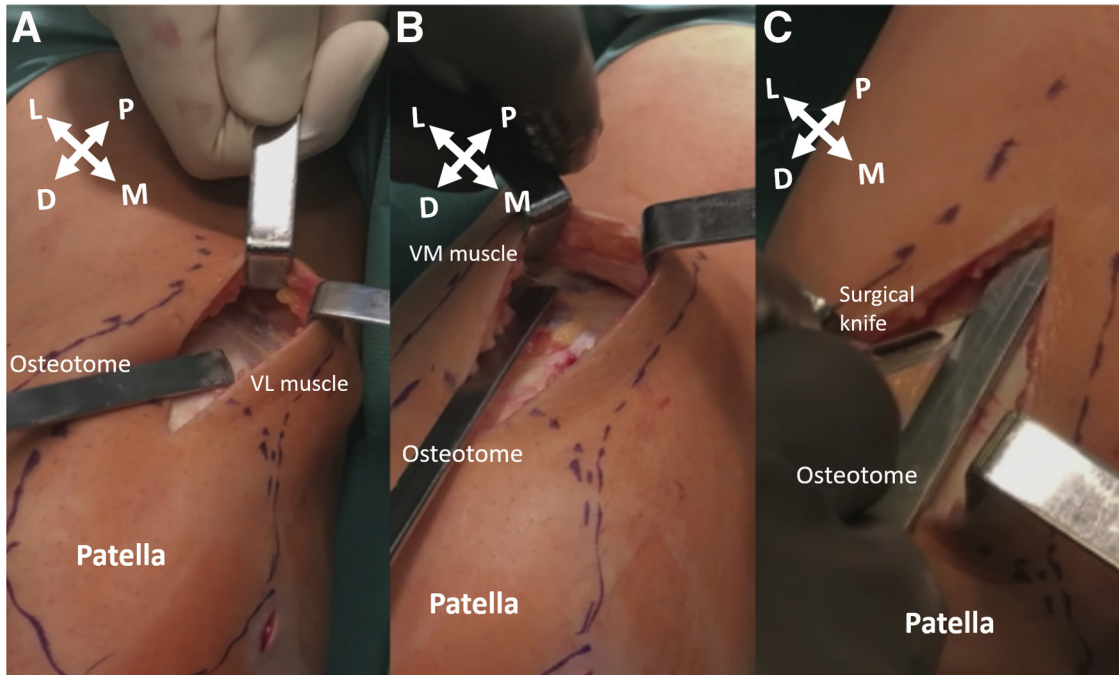 A
L
P
D
M
Osteotome
VL muscle
Patella
B
L
P
D
M
VM muscle
Osteotome
Patella
C
L
P
D
M
Surgical
knife
Osteotome
Patella